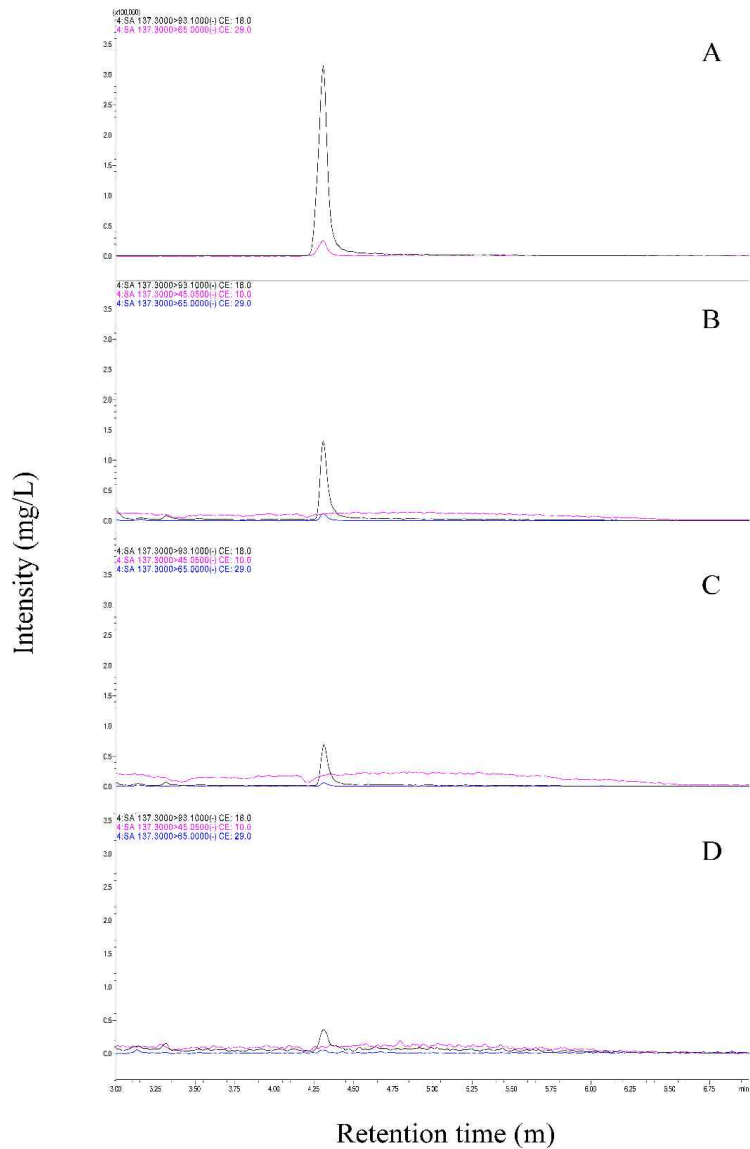 (x100,000)
4:SA 137.3000>93.1000(-) CE: 18.0
4:SA 137.3000>65.0000(-) CE: 29.0
A
3.5
3.0
2.5
2.0
1.5
1.0
0.5
0.0
4:SA 137.3000>93.1000(-) CE: 18.0
4:SA 137.3000>45.0500(-) CE: 10.0
4:SA 137.3000>65.0000(-) CE: 29.0
B
3.5
3.0
2.5
2.0
1.5
1.0
0.5
0.0
4:SA 137.3000>93.1000(-) CE: 18.0
4:SA 137.3000>45.0500(-) CE: 10.0
4:SA 137.3000>65.0000(-) CE: 29.0
C
3.5
3.0
2.5
2.0
1.5
1.0
0.5
0.0
4:SA 137.3000>93.1000(-) CE: 18.0
4:SA 137.3000>45.0500(-) CE: 10.0
4:SA 137.3000>65.0000(-) CE: 29.0
D
3.5
3.0
2.5
2.0
1.5
1.0
0.5
0.0
3.00 3.25 3.50 3.75 4.00 4.25 4.50 4.75 5.00 5.25 5.50 5.75 6.00 6.25 6.50 6.75 min
Intensity (mg/L)
Retention time (m)